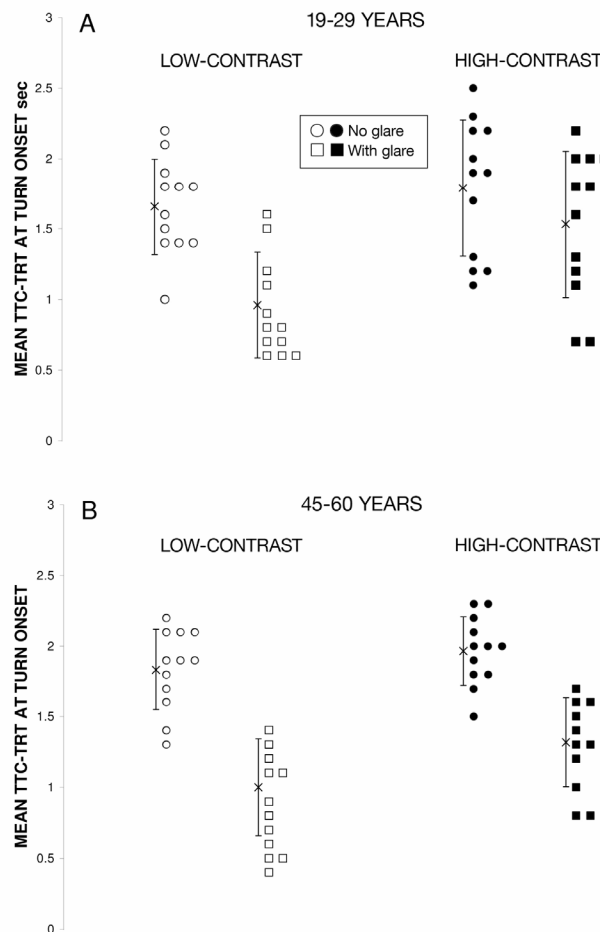 A
19-29 YEARS
LOW-CONTRAST
HIGH-CONTRAST
No glare
With glare
MEAN TTC-TRT AT TURN ONSET sec
3
2.5
2
1.5
1
0.5
0
B
45-60 YEARS
LOW-CONTRAST
HIGH-CONTRAST
MEAN TTC-TRT AT TURN ONSET
3
2.5
2
1.5
1
0.5
0